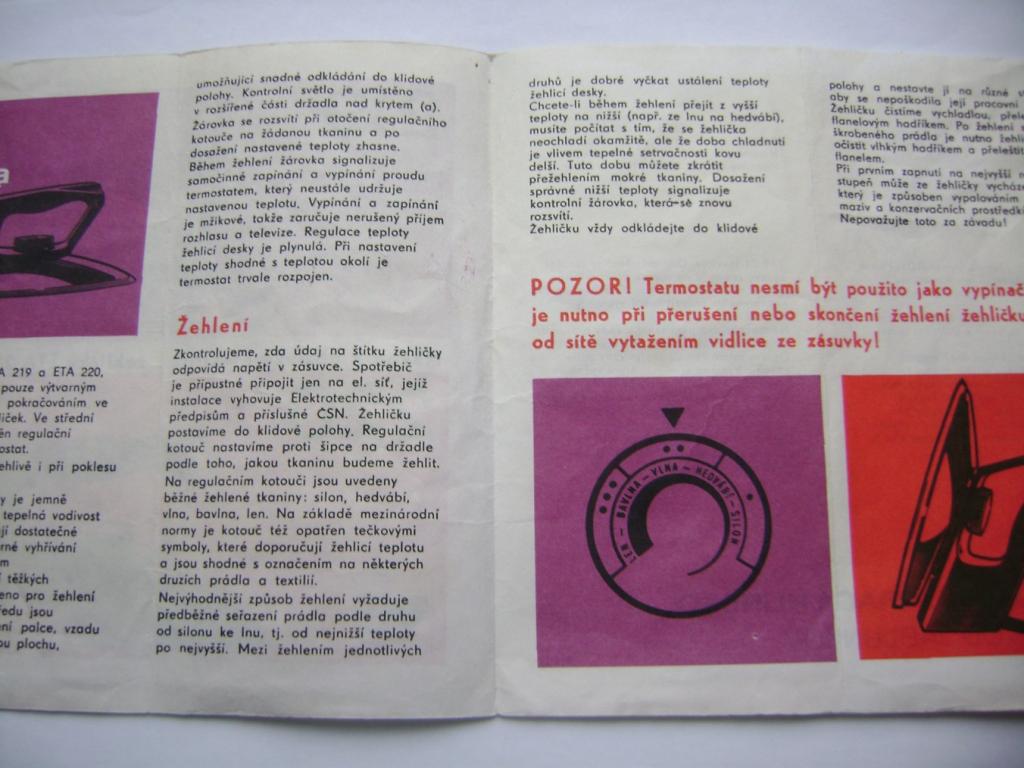 a
A 219 a ETA 220,
pouze výtvarným
pokračováním ve
liček. Ve střední
ěn regulační
ostat.
ehlivě i při poklesu
y je jemně
tepelná vodivost
jí dostatečné
rné vyhřívání
m
í těžkých
eno pro žehlení
ředu jsou
ení palce, vzadu
ou plochu,
umožňující snadné odkládání do klidové
polohy. Kontrolní světlo je umístěno
v rozšířené části držadla nad krytem (a).
Žárovka se rozsvítí při otočení regulačního
kotouče na žádanou tkaninu a po
dosažení nastavené teploty zhasne.
Během žehlení žárovka signalizuje
samočinné zapínání a vypínání proudu
termostatem, který neustále udržuje
nastavenou teplotu. Vypínání a zapínání
je mžikové, takže zaručuje nerušený příjem
rozhlasu a televize. Regulace teploty
žehlicí desky je plynulá. Při nastavení
teploty shodné s teplotou okolí je
termostat trvale rozpojen.
Žehlení
Zkontrolujeme, zda údaj na štítku žehličky
odpovídá napětí v zásuvce. Spotřebič
je přípustné připojit jen na el. síť, jejíž
instalace vyhovuje Elektrotechnickým
předpisům a příslušné ČSN. Žehličku
postavíme do klidové polohy. Regulační
kotouč nastavíme proti šipce na držadle
podle toho, jakou tkaninu budeme žehlit.
Na regulačním kotouči jsou uvedeny
běžné žehlené tkaniny: silon, hedvábí,
vlna, bavlna, len. Na základě mezinárodní
normy je kotouč též opatřen tečkovými
symboly, které doporučují žehlicí teplotu
a jsou shodné s označením na některých
druzích prádla a textilií.
Nejvýhodnější způsob žehlení vyžaduje
předběžné seřazení prádla podle druhu
od silonu ke lnu, tj. od nejnižší teploty
po nejvyšší. Mezi žehlením jednotlivých
druhů je dobré vyčkat ustálení teploty
žehlicí desky.
Chcete-li během žehlení přejít z vyšší
teploty na nižší (např. ze lnu na hedvábí),
musíte počítat s tím, že se žehlička
neochladí okamžitě, ale že doba chladnutí
je vlivem tepelné setrvačnosti kovu
delší. Tuto dobu můžete zkrátit
přežehlením mokré tkaniny. Dosažení
správné nižší teploty signalizuje
kontrolní žárovka, která se znovu
rozsvítí.
Žehličku vždy odkládejte do klidové
polohy a nestavte ji na různé
aby se nepoškodila její pracovní
Žehličku čistíme vychladlou, přele
flanelovým hadříkem. Po žehlení
škrobeného prádla je nutno žehli
očistit vlhkým hadříkem a přeleštit
flanelem.
Při prvním zapnutí na nejvyšší
stupeň může ze žehličky vycháze
který je způsoben vypalováním
maziv a konzervačních prostředků
Nepovažujte toto za závadu!
POZOR! Termostatu nesmí být použito jako vypínač
je nutno při přerušení nebo skončení žehlení žehličku
od sítě vytažením vidlice ze zásuvky!
LEN – BAVLNA – VLNA – HEDVÁBÍ – SILON